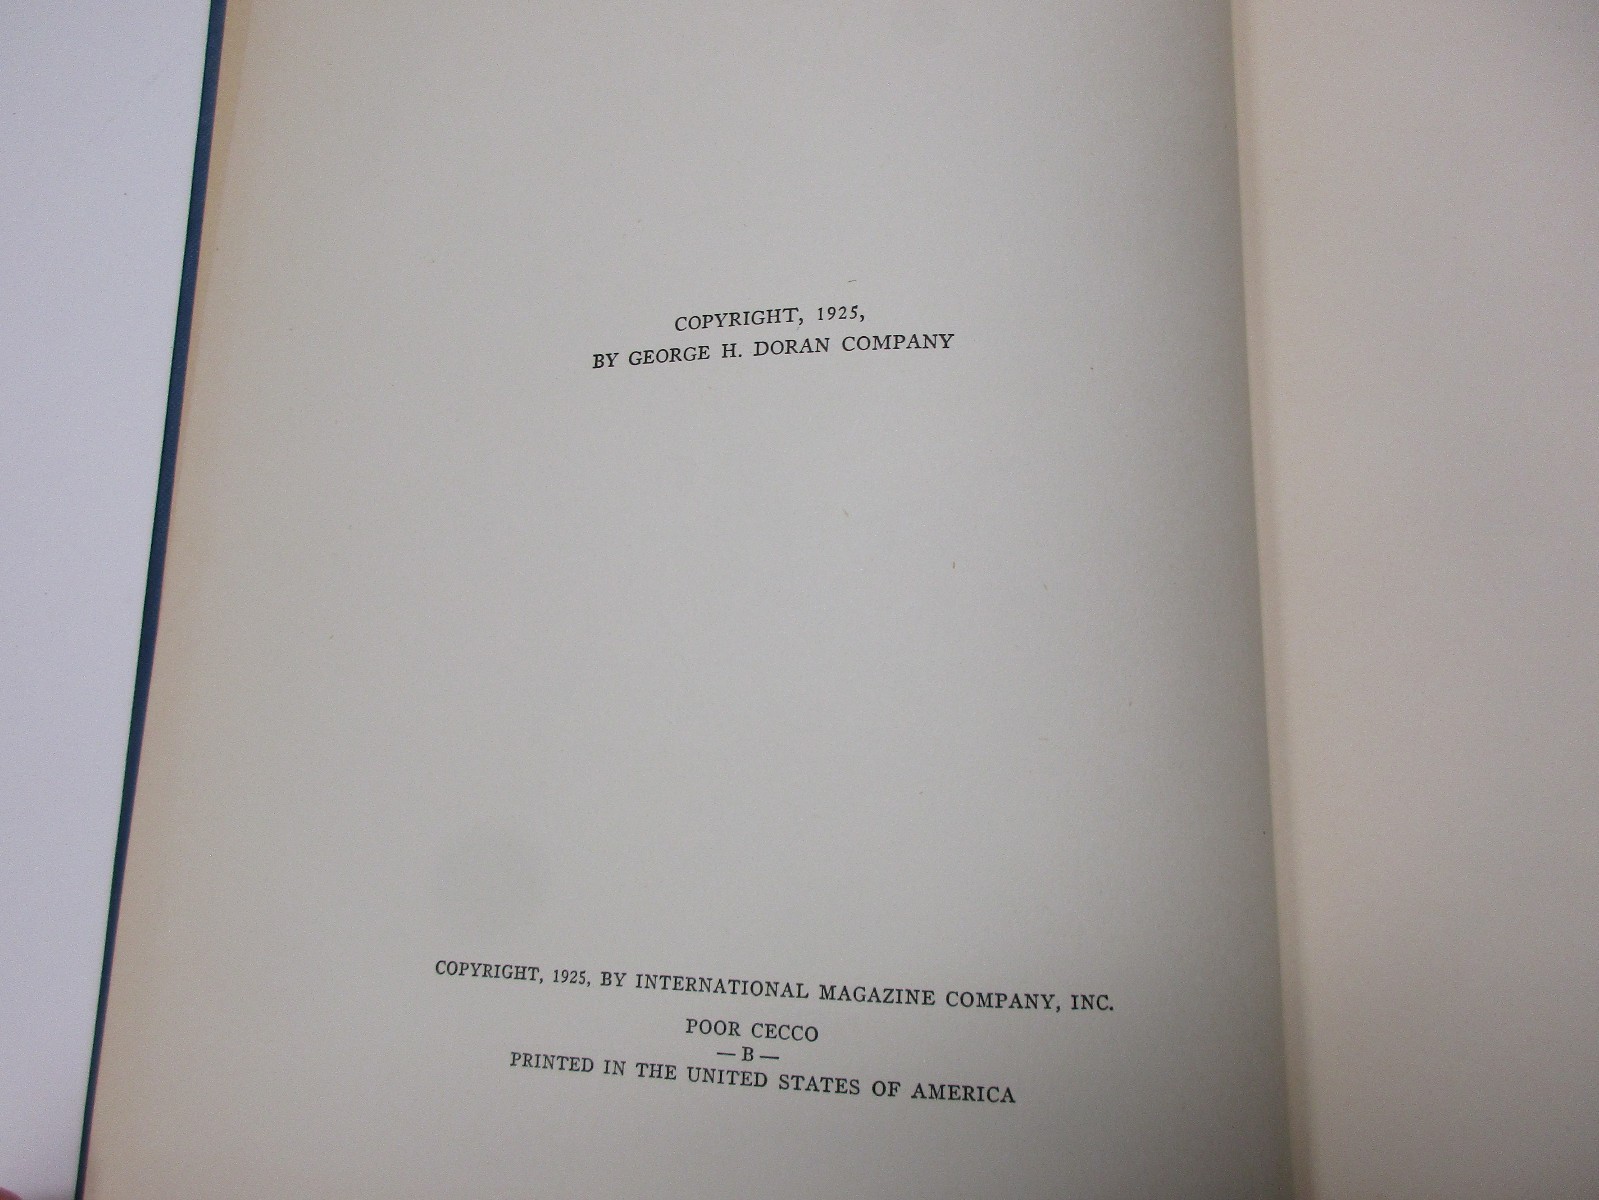 COPYRIGHT, 1925,
BY GEORGE H. DORAN COMPANY
COPYRIGHT, 1925, BY INTERNATIONAL MAGAZINE COMPANY, INC.
POOR CECCO
— B —
PRINTED IN THE UNITED STATES OF AMERICA